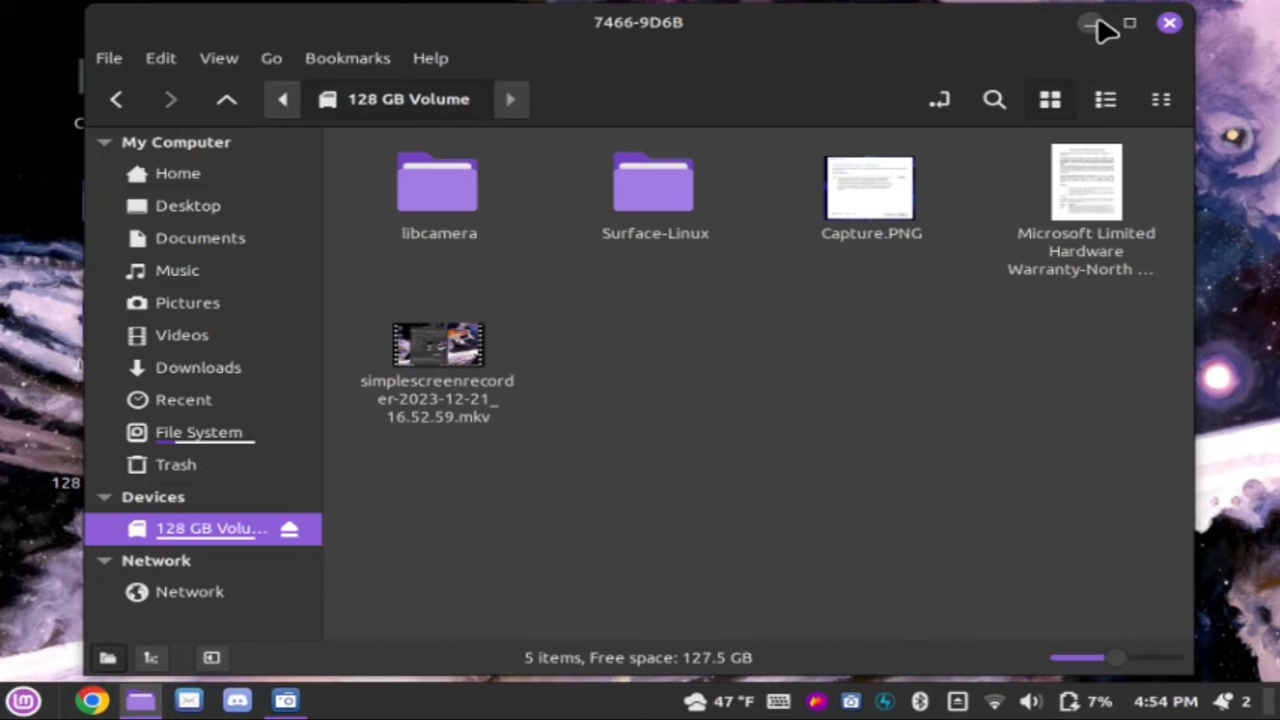 7466-9D6B
File Edit View Go Bookmarks Help
128 GB Volume
My Computer
Home
Desktop
Documents
Music
Pictures
Videos
Downloads
Recent
File System
Trash
Devices
128 GB Volu...
Network
Network
libcamera
Surface-Linux
Capture.PNG
Microsoft Limited
Hardware
Warranty-North ...
simplescreenrecord
er-2023-12-21_
16.52.59.mkv
5 items, Free space: 127.5 GB
128
47 °F
7%
4:54 PM
2